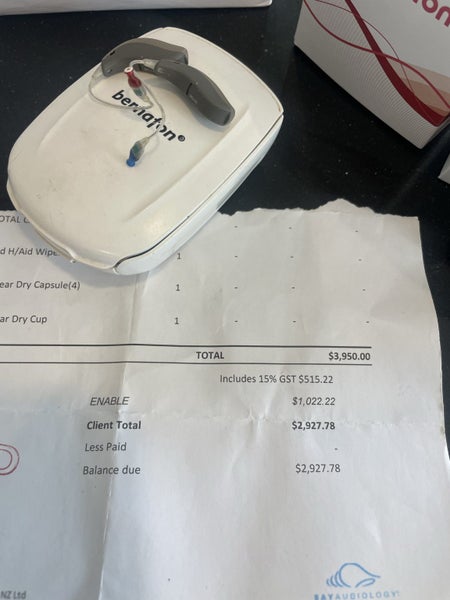 bernafon®
TOTAL
d H/Aid Wipe 1 - - -
ear Dry Capsule(4) 1 - - -
ar Dry Cup 1 - - -
TOTAL $3,950.00
Includes 15% GST $515.22
ENABLE $1,022.22
Client Total $2,927.78
Less Paid -
Balance due $2,927.78
NZ Ltd
BAYAUDIOLOGY